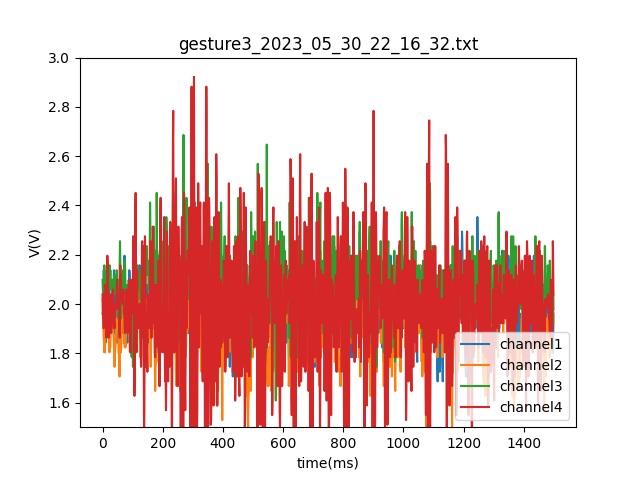 gesture3_2023_05_30_22_16_32.txt
V(V)
3.0
2.8
2.6
2.4
2.2
2.0
1.8
1.6
channel1
channel2
channel3
channel4
0 200 400 600 800 1000 1200 1400
time(ms)